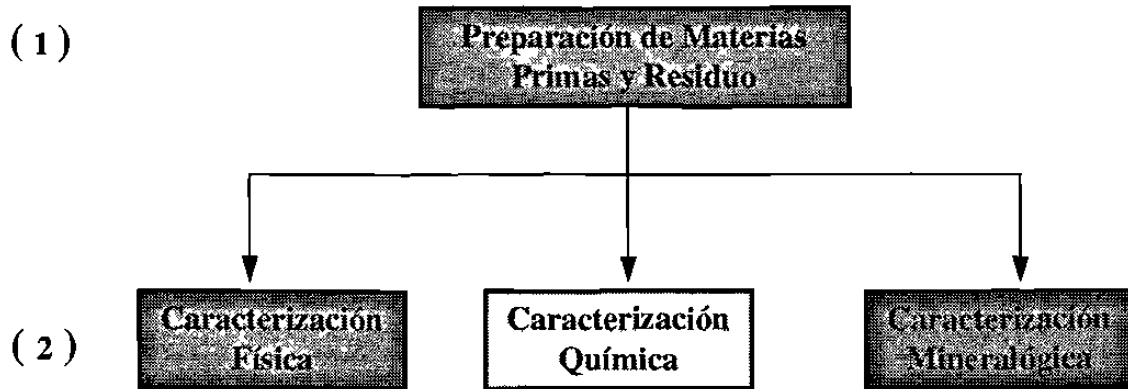 ( 1 )
Preparación de Materias
Primas y Residuo
( 2 )
Caracterización
Física
Caracterización
Química
Caracterización
Mineralógica